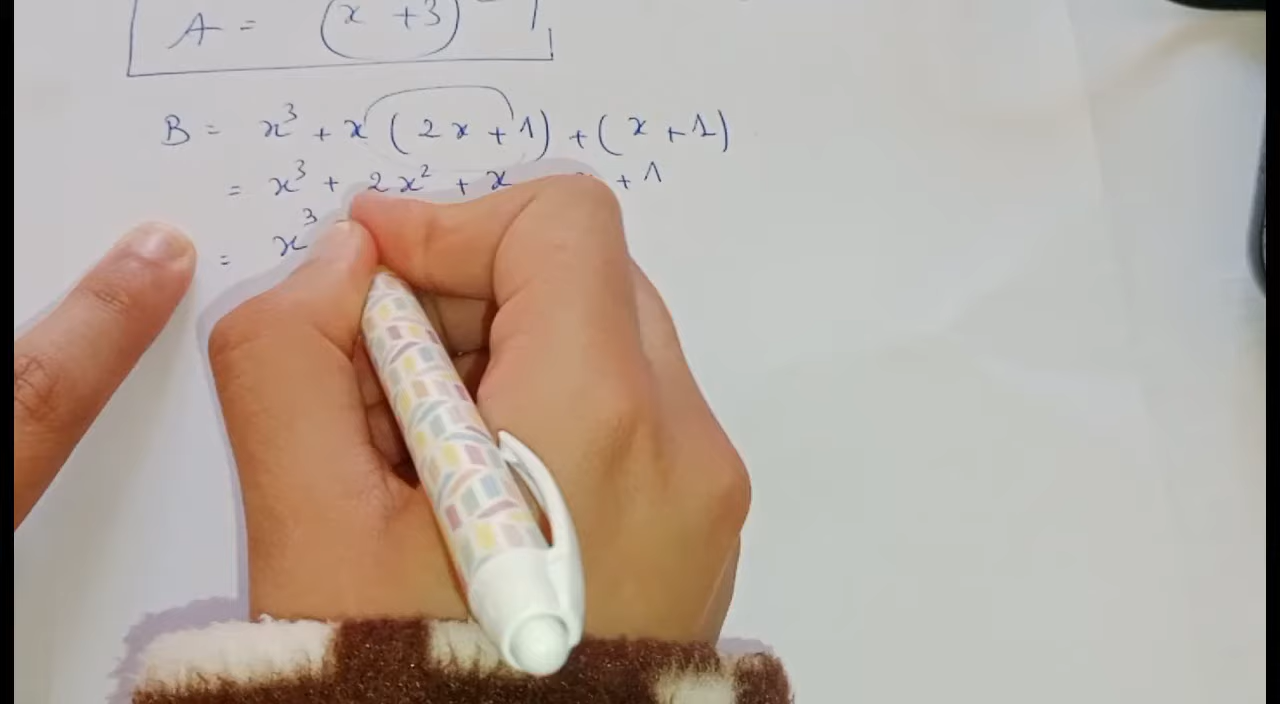 A = (x + 3)
B = x³ + x (2x + 1) + (x + 1)
= x³ + 2x² + x + 1
= x³